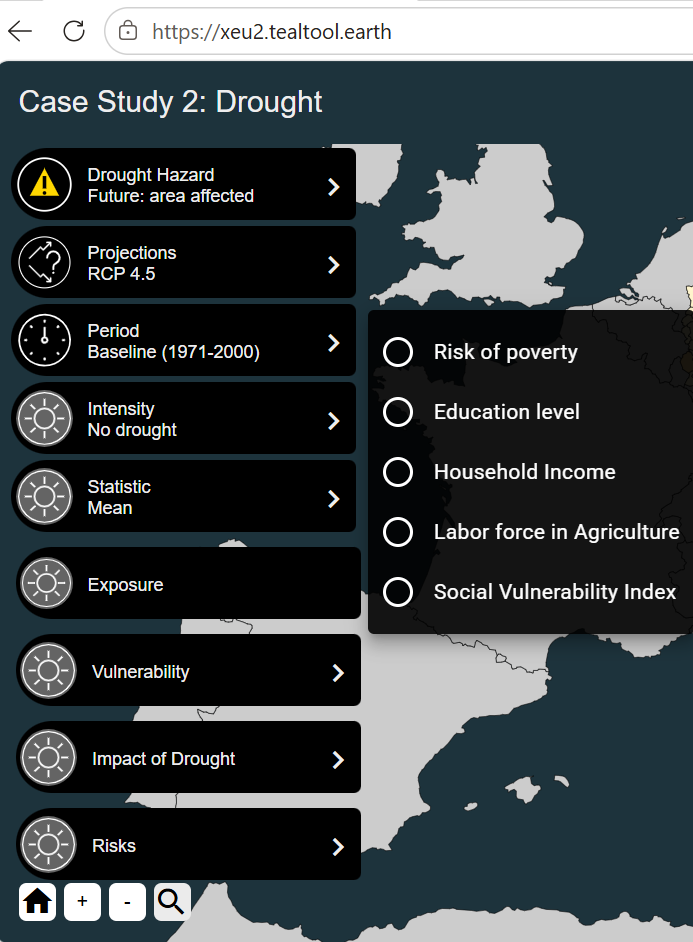 https://xeu2.tealtool.earth
Case Study 2: Drought
Drought Hazard
Future: area affected
Projections
RCP 4.5
Period
Baseline (1971-2000)
Intensity
No drought
Statistic
Mean
Exposure
Vulnerability
Impact of Drought
Risks
Risk of poverty
Education level
Household Income
Labor force in Agriculture
Social Vulnerability Index
+
-